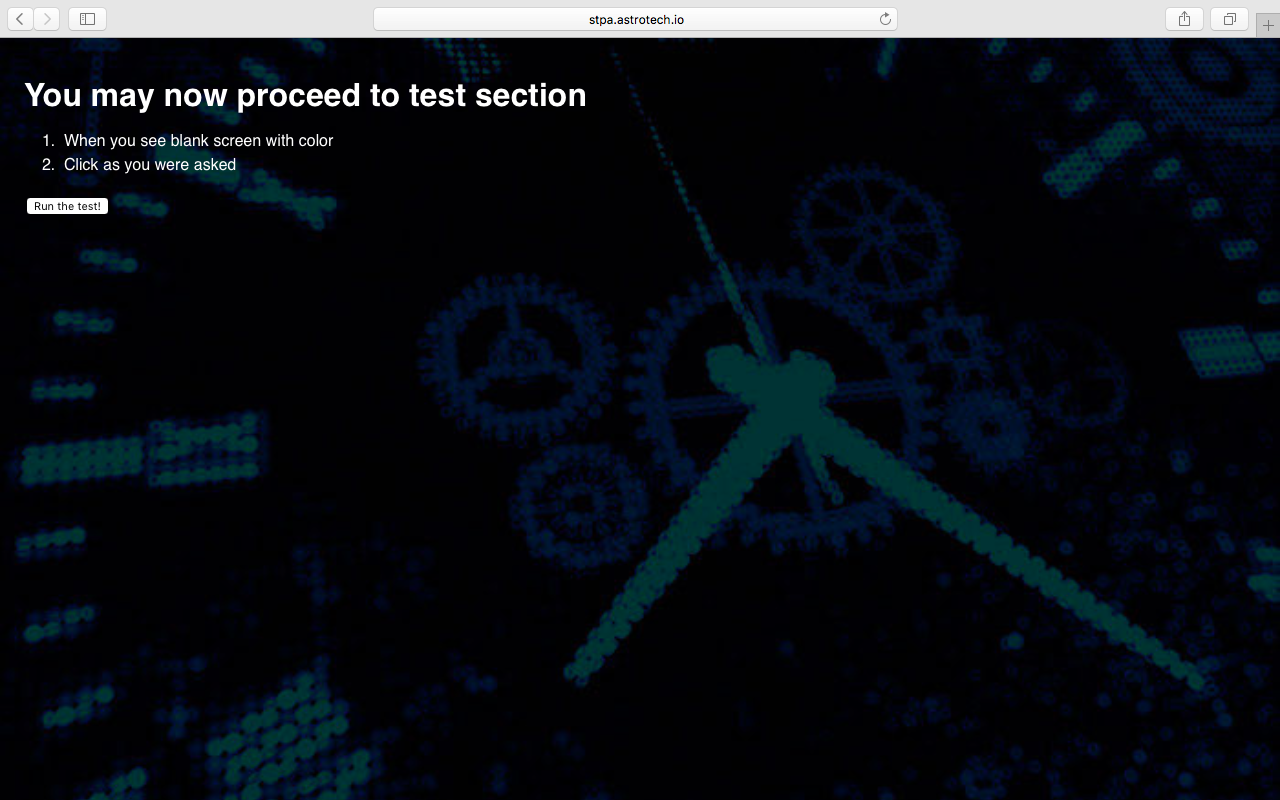 stpa.astrotech.io
You may now proceed to test section
1. When you see blank screen with color
2. Click as you were asked
Run the test!